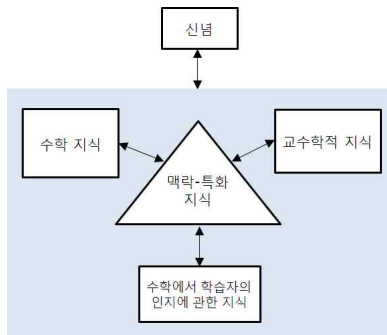 신념
수학 지식
교수학적 지식
맥락-특화
지식
수학에서 학습자의
인지에 관한 지식